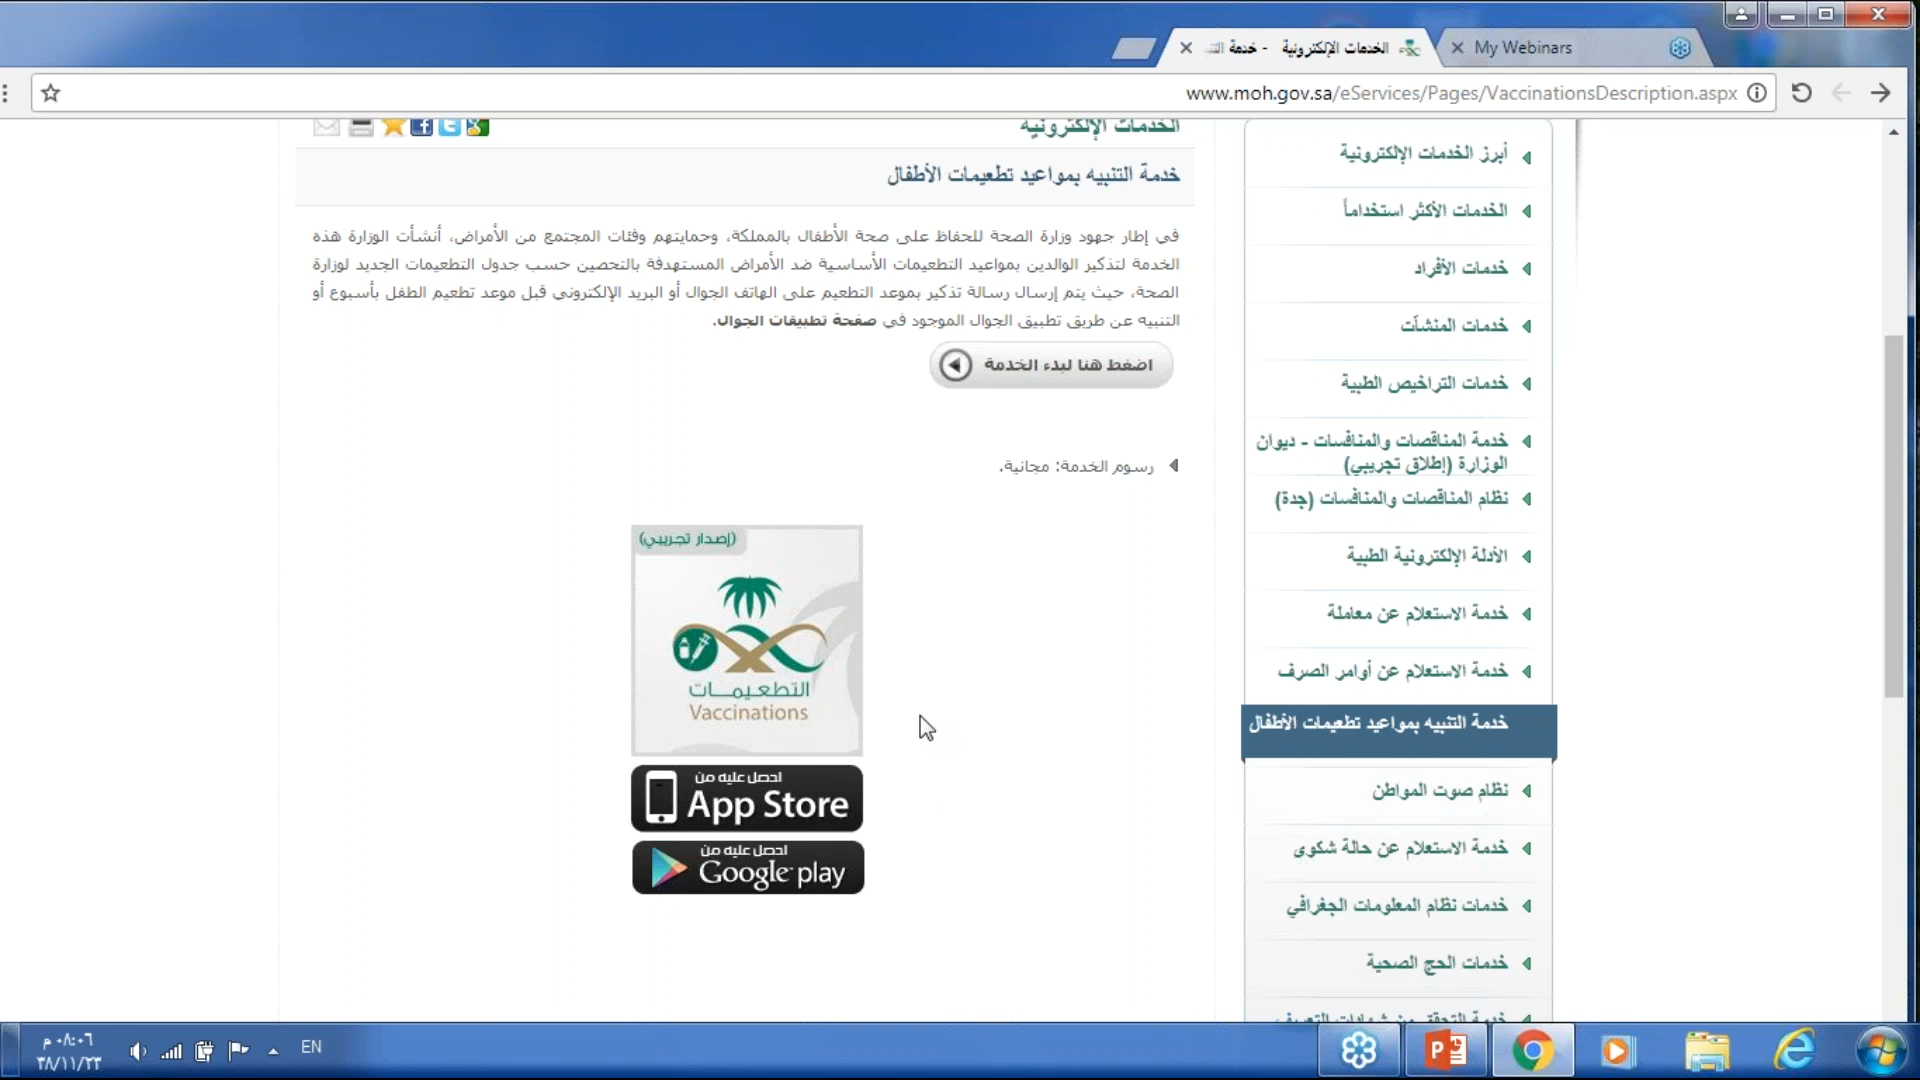 My Webinars
الخدمات الإلكترونية - خدمة
www.moh.gov.sa/eServices/Pages/VaccinationsDescription.aspx
أبرز الخدمات الإلكترونية
الخدمات الأكثر استخداماً
خدمات الأفراد
خدمات المنشآت
خدمات التراخيص الطبية
خدمة المناقصات والمنافسات - ديوان
الوزارة (إطلاق تجريبي)
نظام المناقصات والمنافسات (جدة)
الأدلة الإلكترونية الطبية
خدمة الاستعلام عن معاملة
خدمة الاستعلام عن أوامر الصرف
خدمة التنبيه بمواعيد تطعيمات الأطفال
نظام صوت المواطن
خدمة الاستعلام عن حالة شكوى
خدمات نظام المعلومات الجغرافي
خدمات الحج الصحية
الخدمات الإلكترونية
خدمة التنبيه بمواعيد تطعيمات الأطفال
في إطار جهود وزارة الصحة للحفاظ على صحة الأطفال بالمملكة، وحمايتهم وفئات المجتمع من الأمراض، أنشأت الوزارة هذه
الخدمة لتذكير الوالدين بمواعيد التطعيمات الأساسية ضد الأمراض المستهدفة بالتحصين حسب جدول التطعيمات الجديد لوزارة
الصحة، حيث يتم إرسال رسالة تذكير بموعد التطعيم على الهاتف الجوال أو البريد الإلكتروني قبل موعد تطعيم الطفل بأسبوع أو
التنبيه عن طريق تطبيق الجوال الموجود في صفحة تطبيقات الجوال.
اضغط هنا لبدء الخدمة
رسوم الخدمة: مجانية.
(إصدار تجريبي)
التطعيمـــات
Vaccinations
احصل عليه من
App Store
احصل عليه من
Google play
EN
٠٨:٠٦ م
٣٨/١١/٢٣